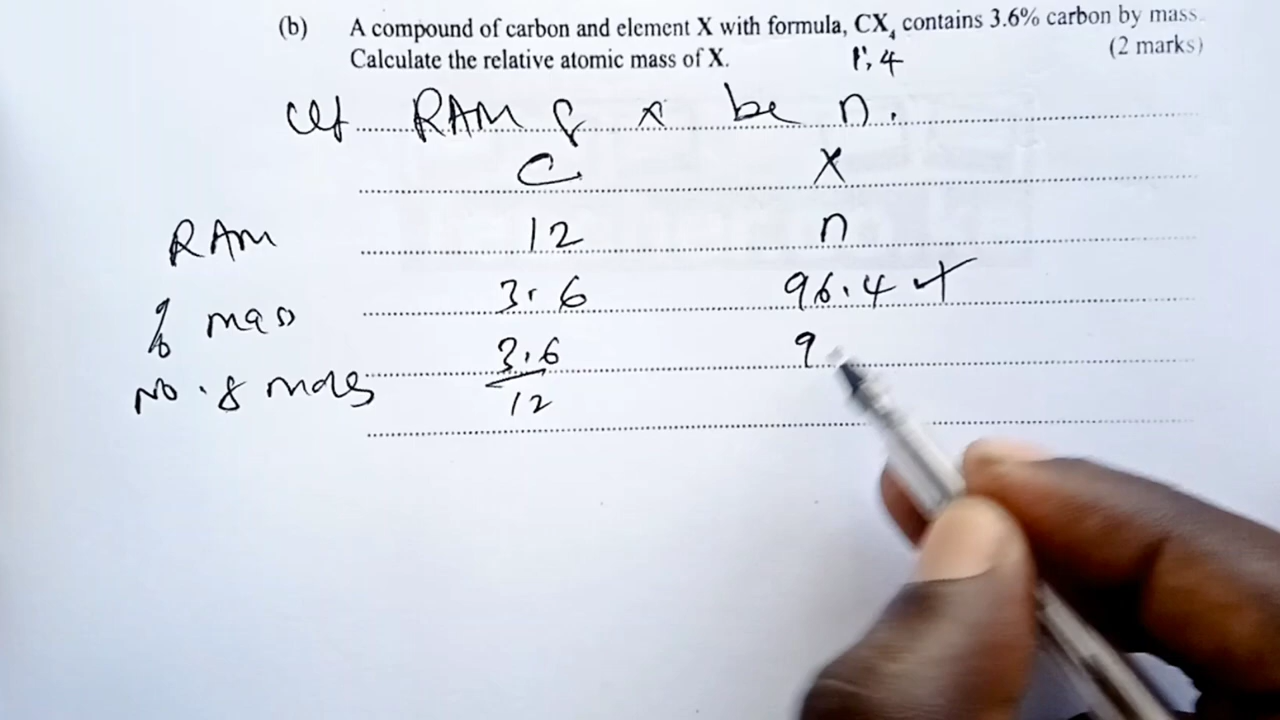 (b) A compound of carbon and element X with formula, CX₄ contains 3.6% carbon by mass.
Calculate the relative atomic mass of X. (2 marks)
1:4
Let RAM of X be n.
C X
RAM 12 n
% mass 3.6 96.4 ✓
No. of moles 3.6/12 9